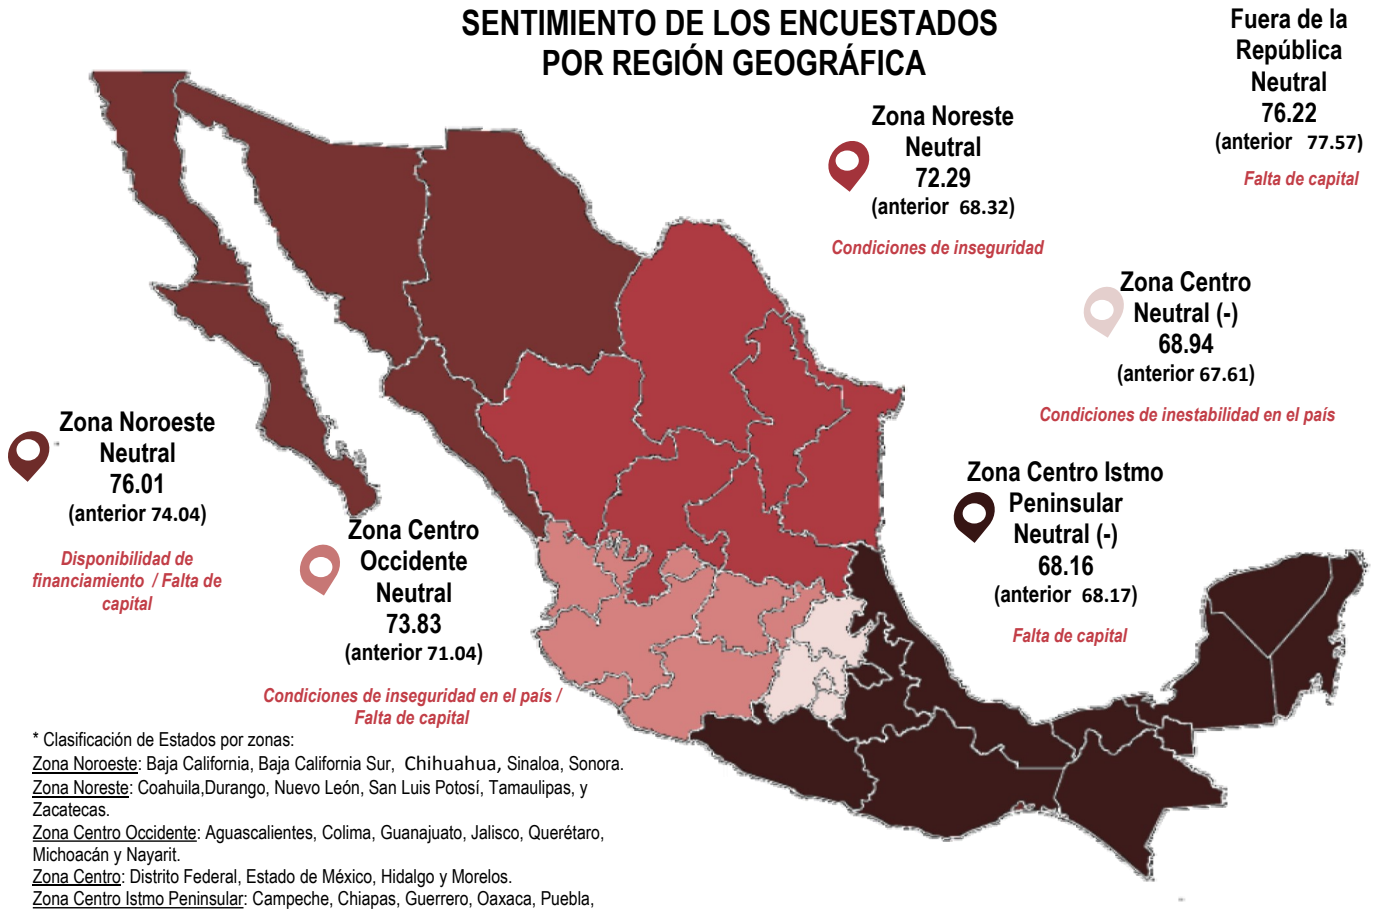 SENTIMIENTO DE LOS ENCUESTADOS
POR REGIÓN GEOGRÁFICA
Fuera de la
República
Neutral
76.22
(anterior 77.57)
Falta de capital
Zona Noreste
Neutral
72.29
(anterior 68.32)
Condiciones de inseguridad
Zona Centro
Neutral (-)
68.94
(anterior 67.61)
Condiciones de inestabilidad en el país
Zona Noroeste
Neutral
76.01
(anterior 74.04)
Disponibilidad de
financiamiento / Falta de
capital
Zona Centro
Occidente
Neutral
73.83
(anterior 71.04)
Condiciones de inseguridad en el país /
Falta de capital
Zona Centro Istmo
Peninsular
Neutral (-)
68.16
(anterior 68.17)
Falta de capital
* Clasificación de Estados por zonas:
Zona Noroeste: Baja California, Baja California Sur, Chihuahua, Sinaloa, Sonora.
Zona Noreste: Coahuila,Durango, Nuevo León, San Luis Potosí, Tamaulipas, y
Zacatecas.
Zona Centro Occidente: Aguascalientes, Colima, Guanajuato, Jalisco, Querétaro,
Michoacán y Nayarit.
Zona Centro: Distrito Federal, Estado de México, Hidalgo y Morelos.
Zona Centro Istmo Peninsular: Campeche, Chiapas, Guerrero, Oaxaca, Puebla,